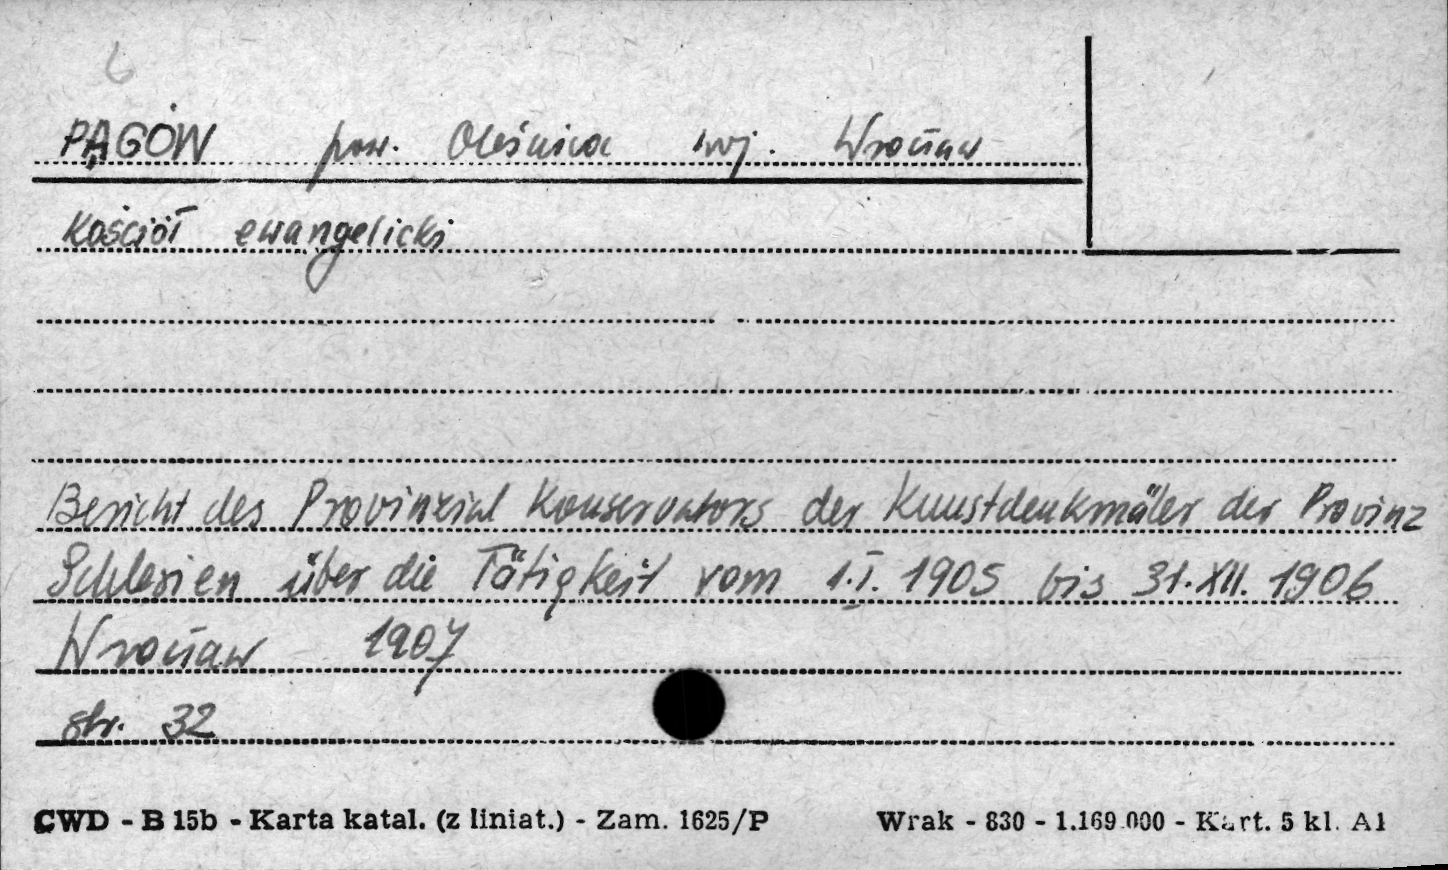 6
PĄGÓW pow. Oleśnica woj. Wrocław
Kościół ewangelicki
Bericht des Provinzial Konservators der Kunstdenkmäler der Provinz
Schlesien über die Tätigkeit vom 1.I. 1905 bis 31.XII. 1906
Wrocław 1907
str. 32
CWD - B 15b - Karta katal. (z liniat.) - Zam. 1625/P Wrak - 830 - 1.169.000 - Kart. 5 kl. A1